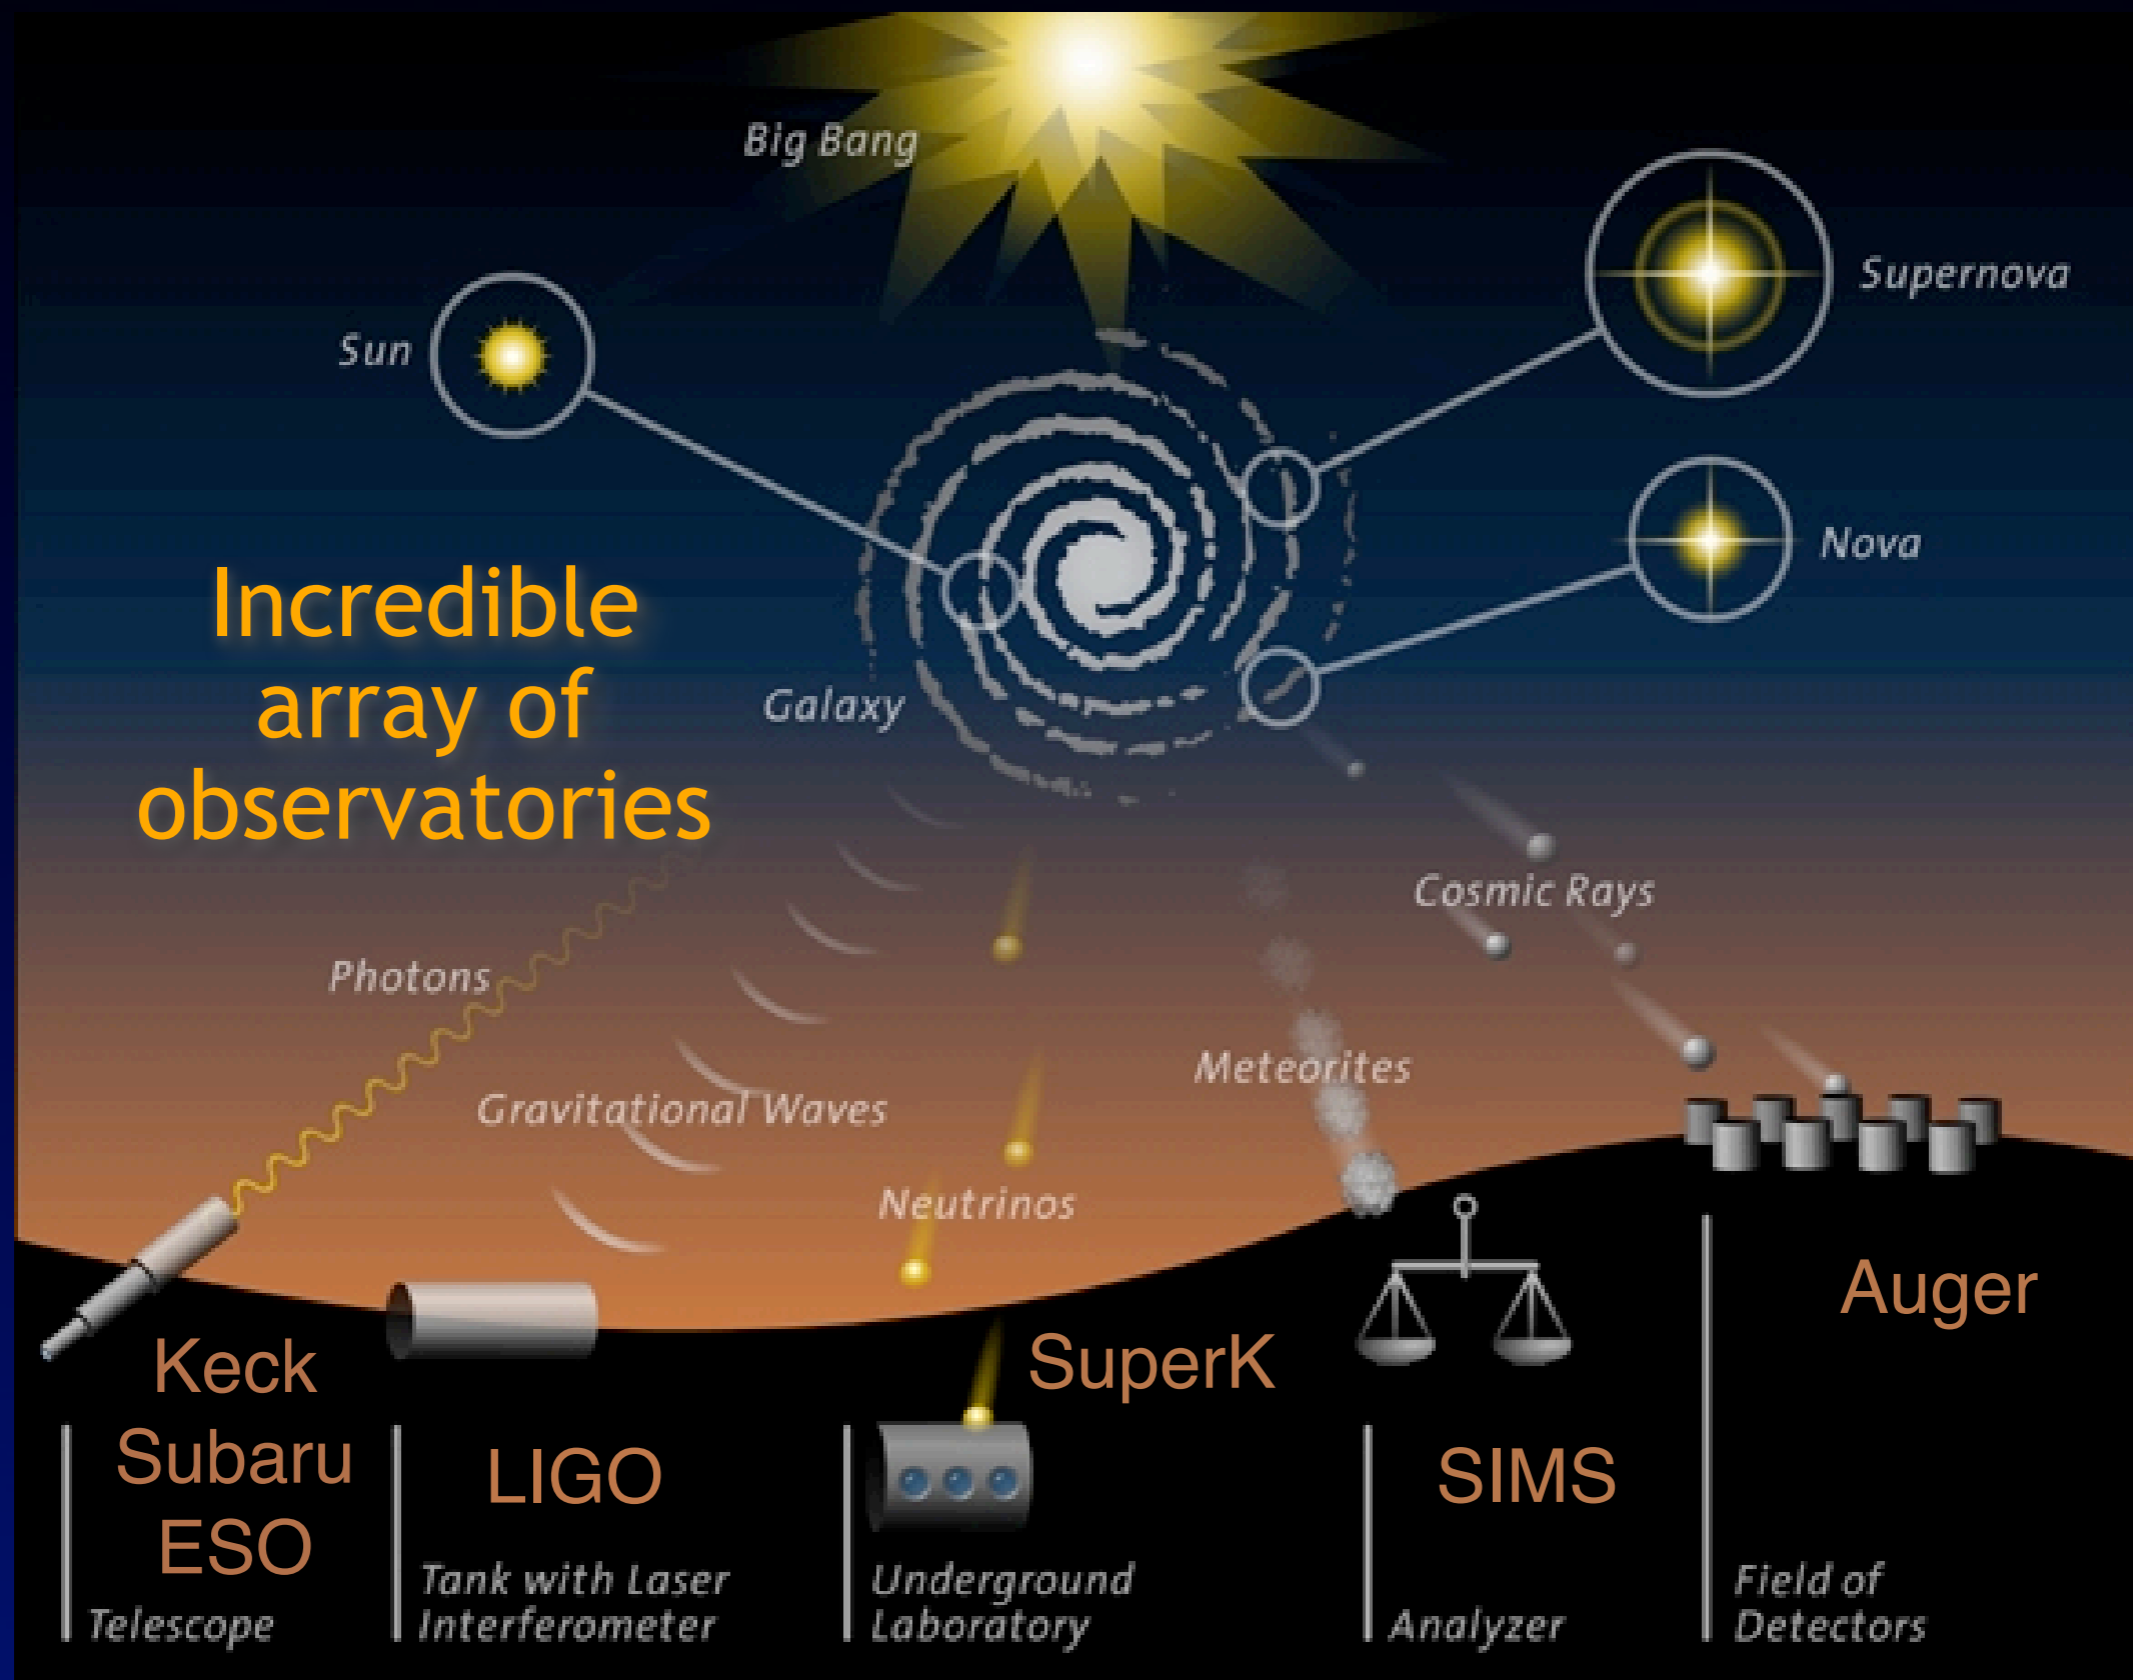 Big Bang
Supernova
Sun
Nova
Incredible
array of
observatories
Galaxy
Cosmic Rays
Photons
Meteorites
Gravitational Waves
Neutrinos
Auger
Keck
Subaru
ESO
SuperK
LIGO
SIMS
Telescope
Tank with Laser
Interferometer
Underground
Laboratory
Analyzer
Field of
Detectors